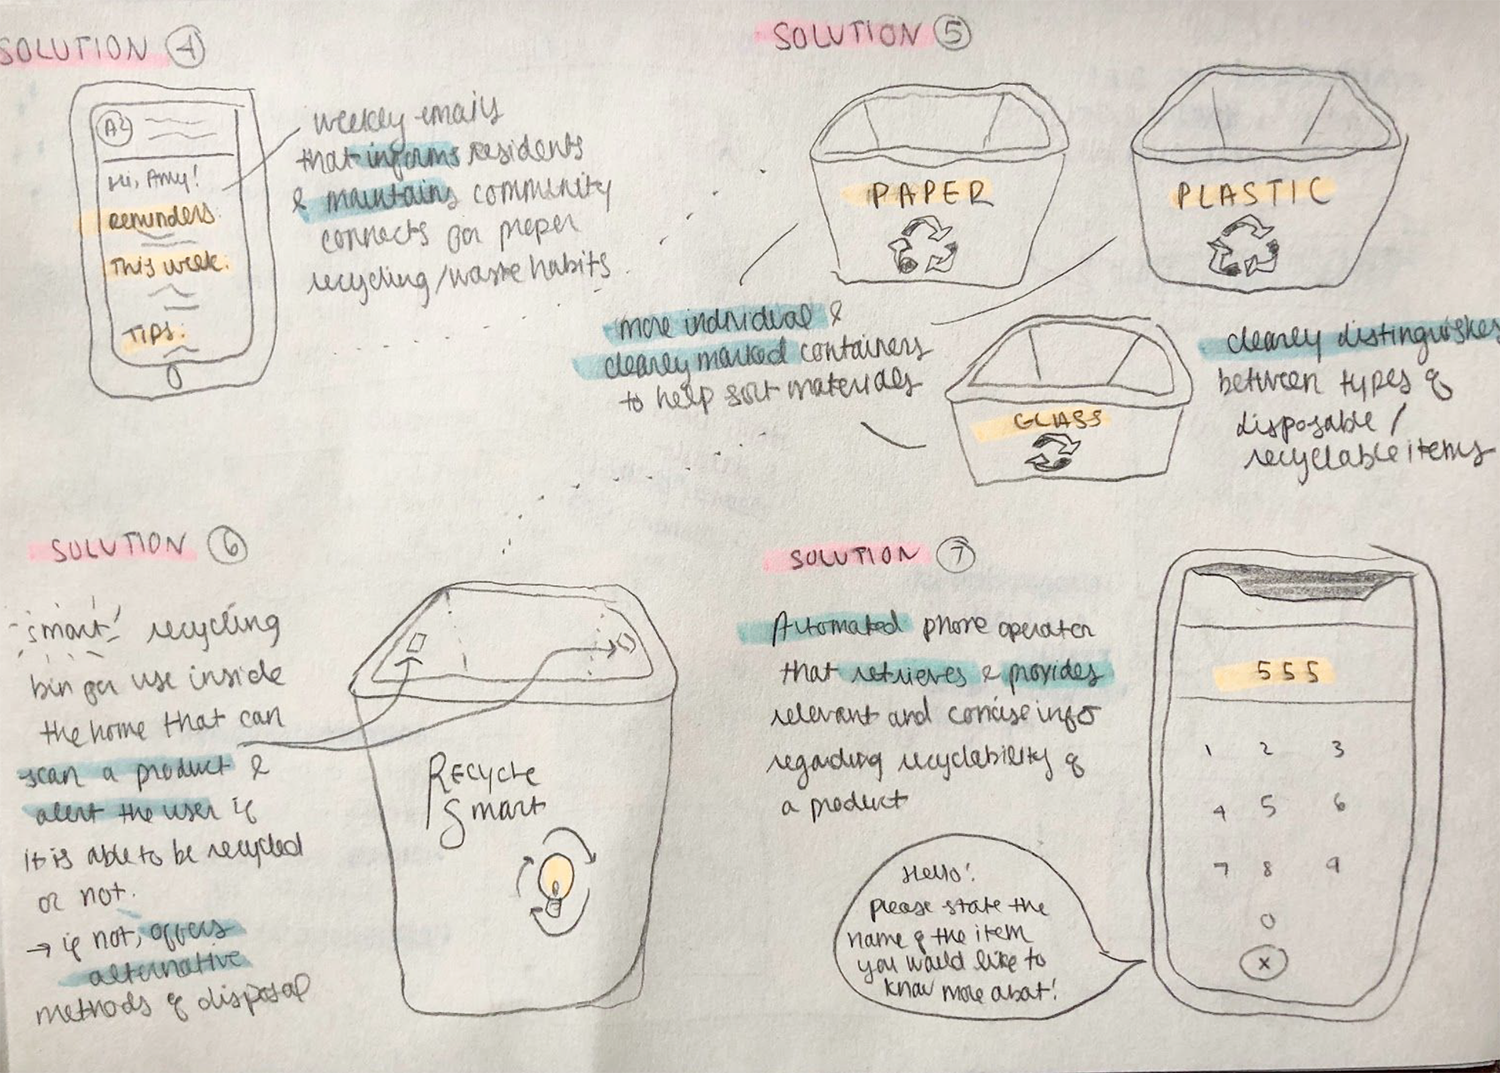 SOLUTION 4
A2
Hi, Amy!
Reminders:
This week:
TIPS:
weekly emails
that informs residents
& maintains community
connects for proper
recycling/waste habits.
SOLUTION 5
PAPER
PLASTIC
GLASS
more individual &
clearly marked containers
to help sort materials
clearly distinguishes
between types of
disposable/
recyclable items
SOLUTION 6
"smart" recycling
bin for use inside
the home that can
scan a product &
alert the user if
it is able to be recycled
or not.
→ if not, offers
alternative
methods of disposal
RECYCLE
Smart
SOLUTION 7
Automated phone operator
that retrieves & provides
relevant and concise info
regarding recyclability of
a product
Hello!
please state the
name of the item
you would like to
know more about!
555
1 2 3
4 5 6
7 8 9
0
X